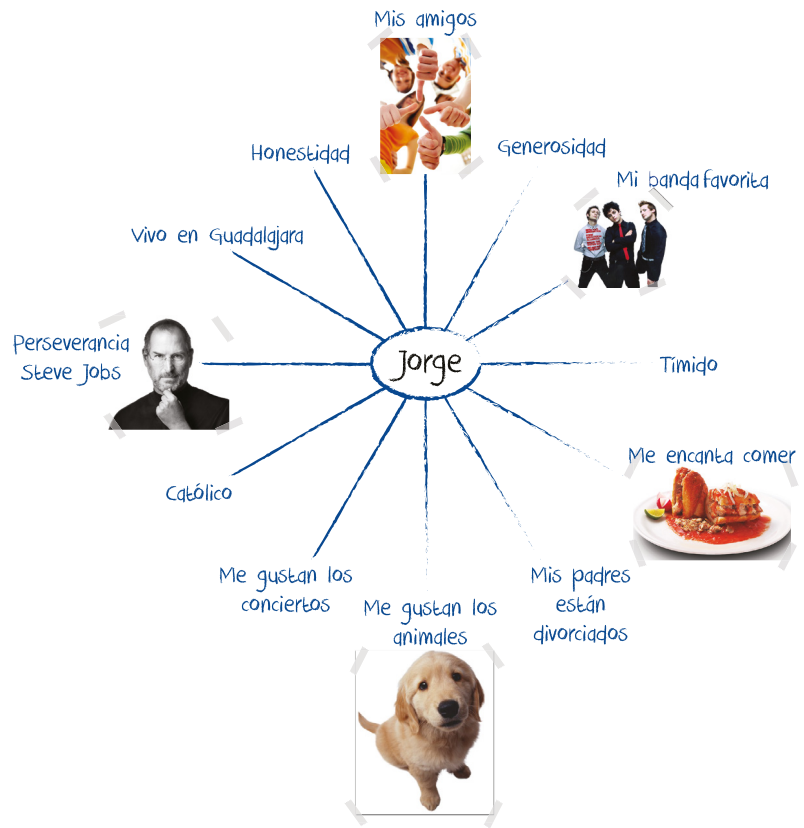 Mis amigos
Honestidad
Generosidad
Mi banda favorita
Vivo en Guadalajara
Perseverancia
Steve Jobs
Jorge
Tímido
Me encanta comer
Católico
Me gustan los
conciertos
Me gustan los
animales
Mis padres
están
divorciados